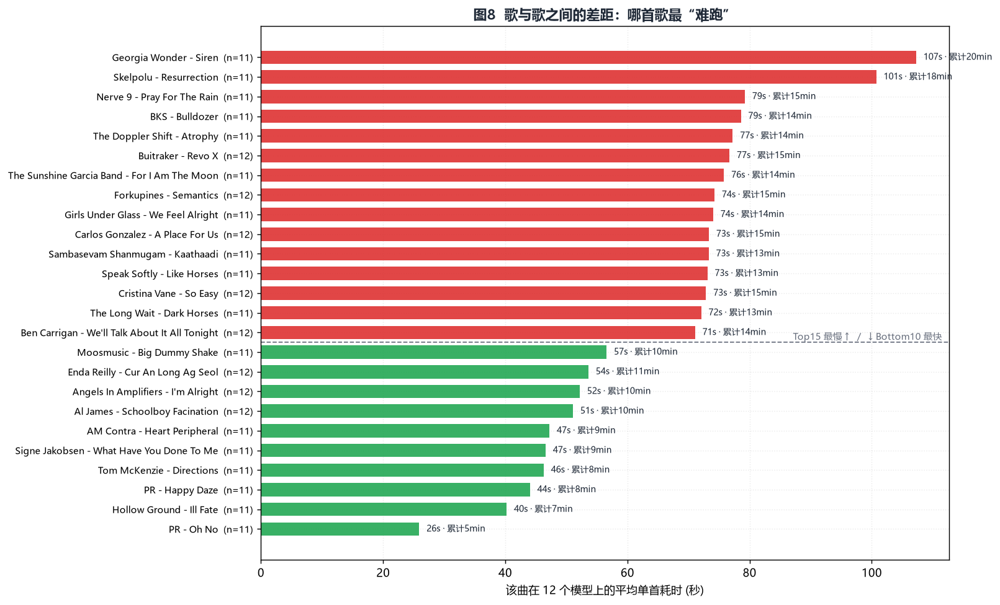 图8  歌与歌之间的差距：哪首歌最“难跑”
Georgia Wonder - Siren (n=11) 107s · 累计20min
Skelpolu - Resurrection (n=11) 101s · 累计18min
Nerve 9 - Pray For The Rain (n=11) 79s · 累计15min
BKS - Bulldozer (n=11) 79s · 累计14min
The Doppler Shift - Atrophy (n=11) 77s · 累计14min
Buitraker - Revo X (n=12) 77s · 累计15min
The Sunshine Garcia Band - For I Am The Moon (n=11) 76s · 累计14min
Forkupines - Semantics (n=12) 74s · 累计15min
Girls Under Glass - We Feel Alright (n=11) 74s · 累计14min
Carlos Gonzalez - A Place For Us (n=12) 73s · 累计15min
Sambasevam Shanmugam - Kaathaadi (n=11) 73s · 累计13min
Speak Softly - Like Horses (n=11) 73s · 累计13min
Cristina Vane - So Easy (n=12) 73s · 累计15min
The Long Wait - Dark Horses (n=11) 72s · 累计13min
Ben Carrigan - We'll Talk About It All Tonight (n=12) 71s · 累计14min
Top15 最慢↑ / ↓Bottom10 最快
Moosmusic - Big Dummy Shake (n=11) 57s · 累计10min
Enda Reilly - Cur An Long Ag Seol (n=12) 54s · 累计11min
Angels In Amplifiers - I'm Alright (n=12) 52s · 累计10min
Al James - Schoolboy Facination (n=12) 51s · 累计10min
AM Contra - Heart Peripheral (n=11) 47s · 累计9min
Signe Jakobsen - What Have You Done To Me (n=11) 47s · 累计9min
Tom McKenzie - Directions (n=11) 46s · 累计8min
PR - Happy Daze (n=11) 44s · 累计8min
Hollow Ground - Ill Fate (n=11) 40s · 累计7min
PR - Oh No (n=11) 26s · 累计5min
0 20 40 60 80 100
该曲在 12 个模型上的平均单首耗时 (秒)